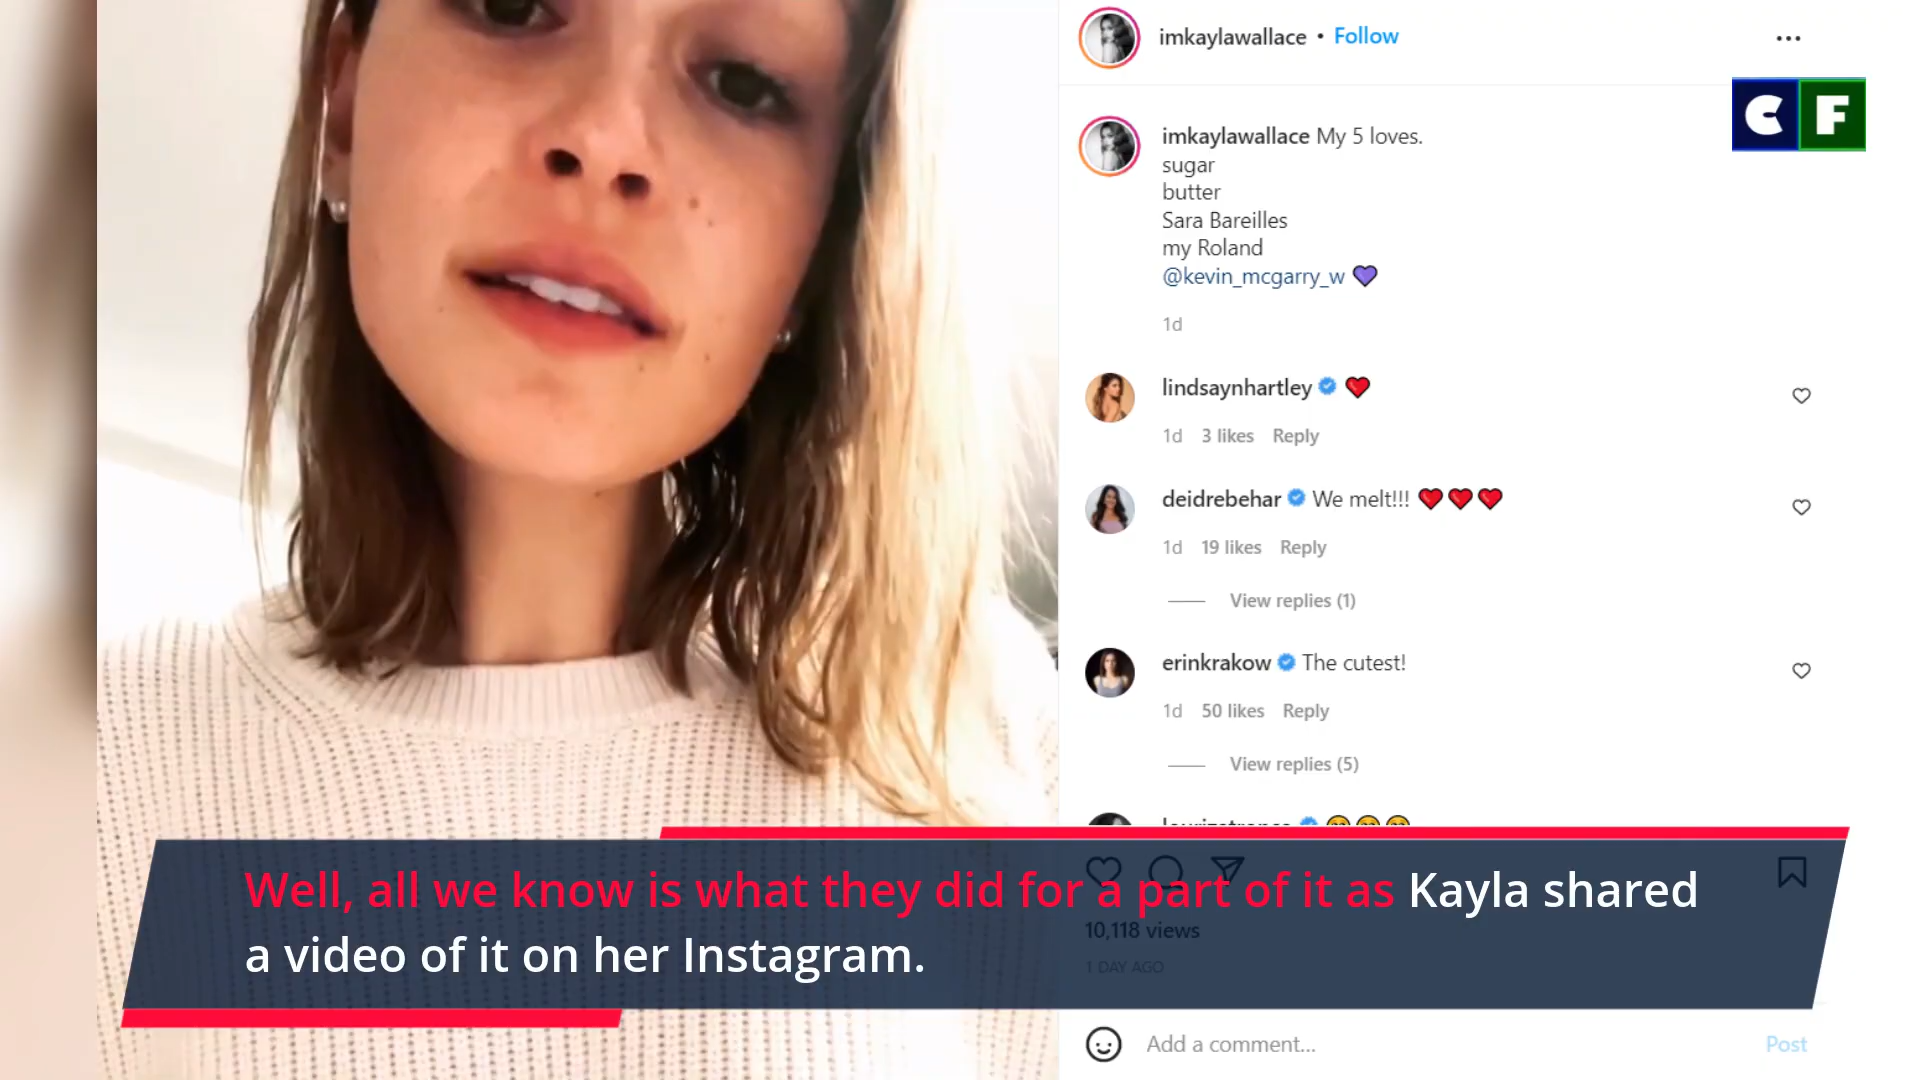 imkaylawallace • Follow
CF
imkaylawallace My 5 loves.
sugar
butter
Sara Bareilles
my Roland
@kevin_mcgarry_w 💜
1d
lindsaynhartley ❤️
1d 3 likes Reply
deidrebehar We melt!!! ❤️❤️❤️
1d 19 likes Reply
View replies (1)
erinkrakow The cutest!
1d 50 likes Reply
View replies (5)
Well, all we know is what they did for a part of it as Kayla shared
a video of it on her Instagram.
10,118 views
1 DAY AGO
Add a comment... Post